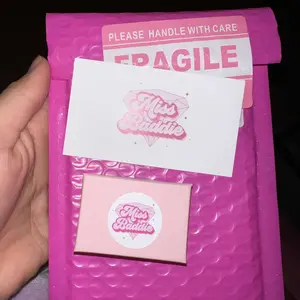 PLEASE HANDLE WITH CARE
FRAGILE
Miss
Baddie
Miss
Baddie